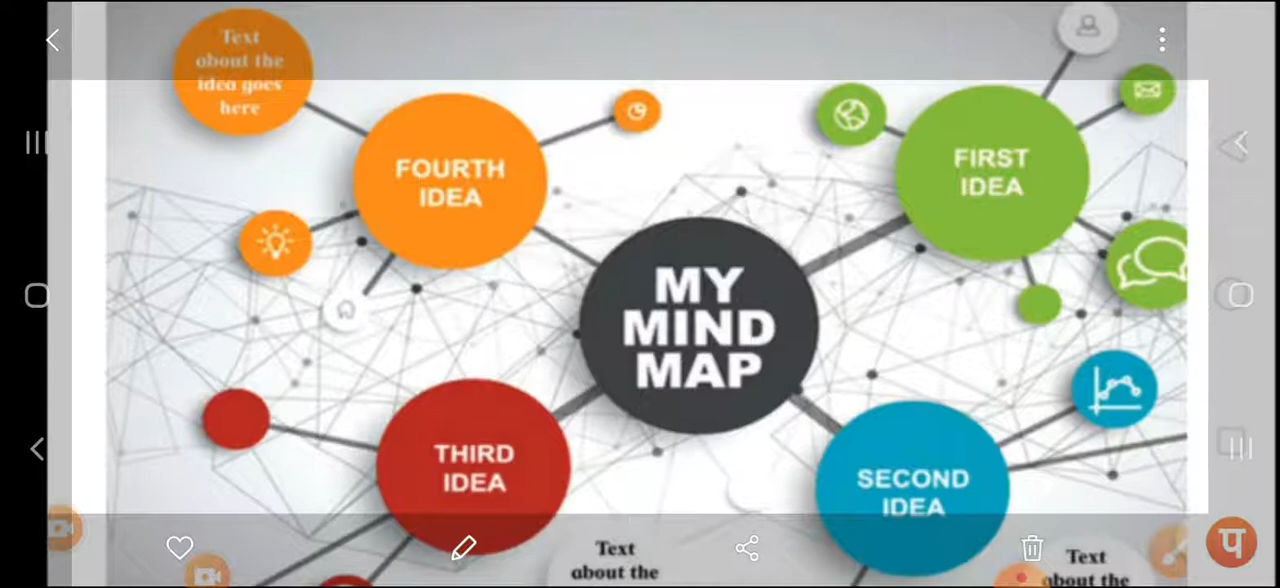 Text
about the
idea goes
here
FOURTH
IDEA
FIRST
IDEA
MY
MIND
MAP
THIRD
IDEA
SECOND
IDEA
Text
about the
Text
about the
प